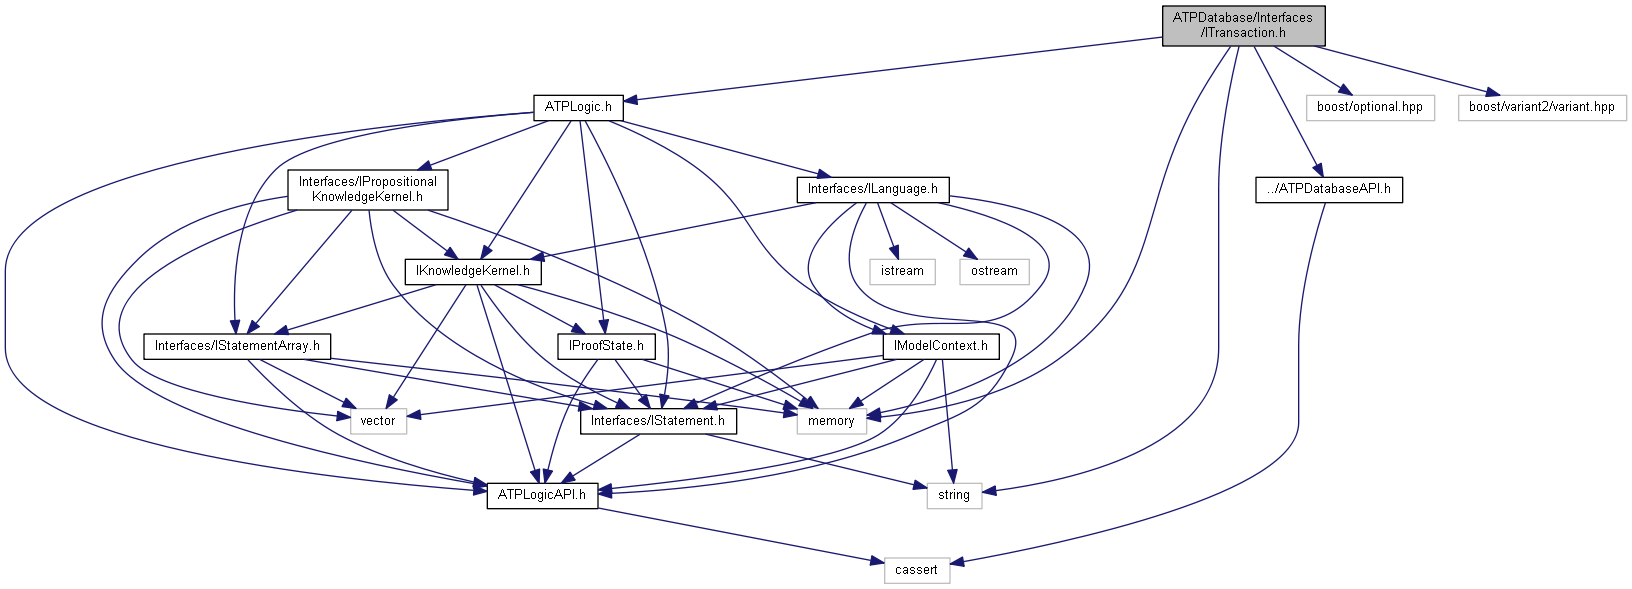 ATPDatabase/Interfaces
/ITransaction.h
ATPLogic.h
boost/optional.hpp
boost/variant2/variant.hpp
Interfaces/IPropositional
KnowledgeKernel.h
Interfaces/ILanguage.h
../ATPDatabaseAPI.h
IKnowledgeKernel.h
istream
ostream
Interfaces/IStatementArray.h
IProofState.h
IModelContext.h
vector
Interfaces/IStatement.h
memory
ATPLogicAPI.h
string
cassert